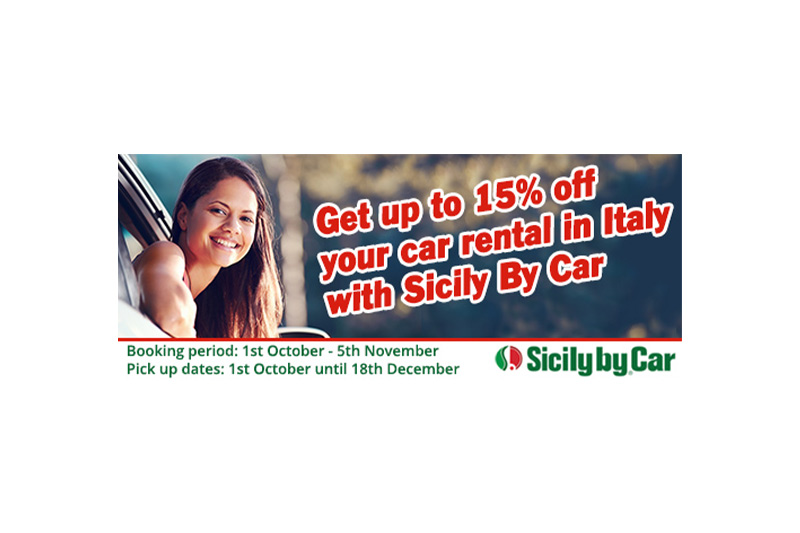 Get up to 15% off
your car rental in Italy
with Sicily By Car
Booking period: 1st October - 5th November
Pick up dates: 1st October until 18th December
Sicily by Car